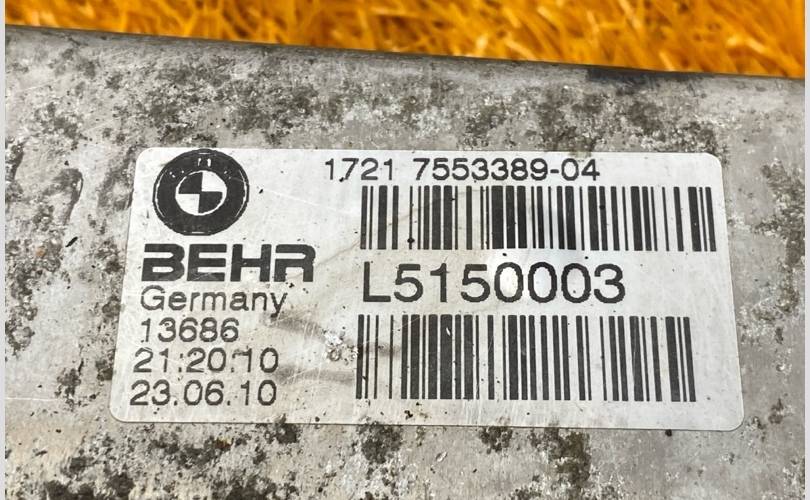 1721 7553389-04
BEHR
Germany
L5150003
13686
21:20:10
23.06.10